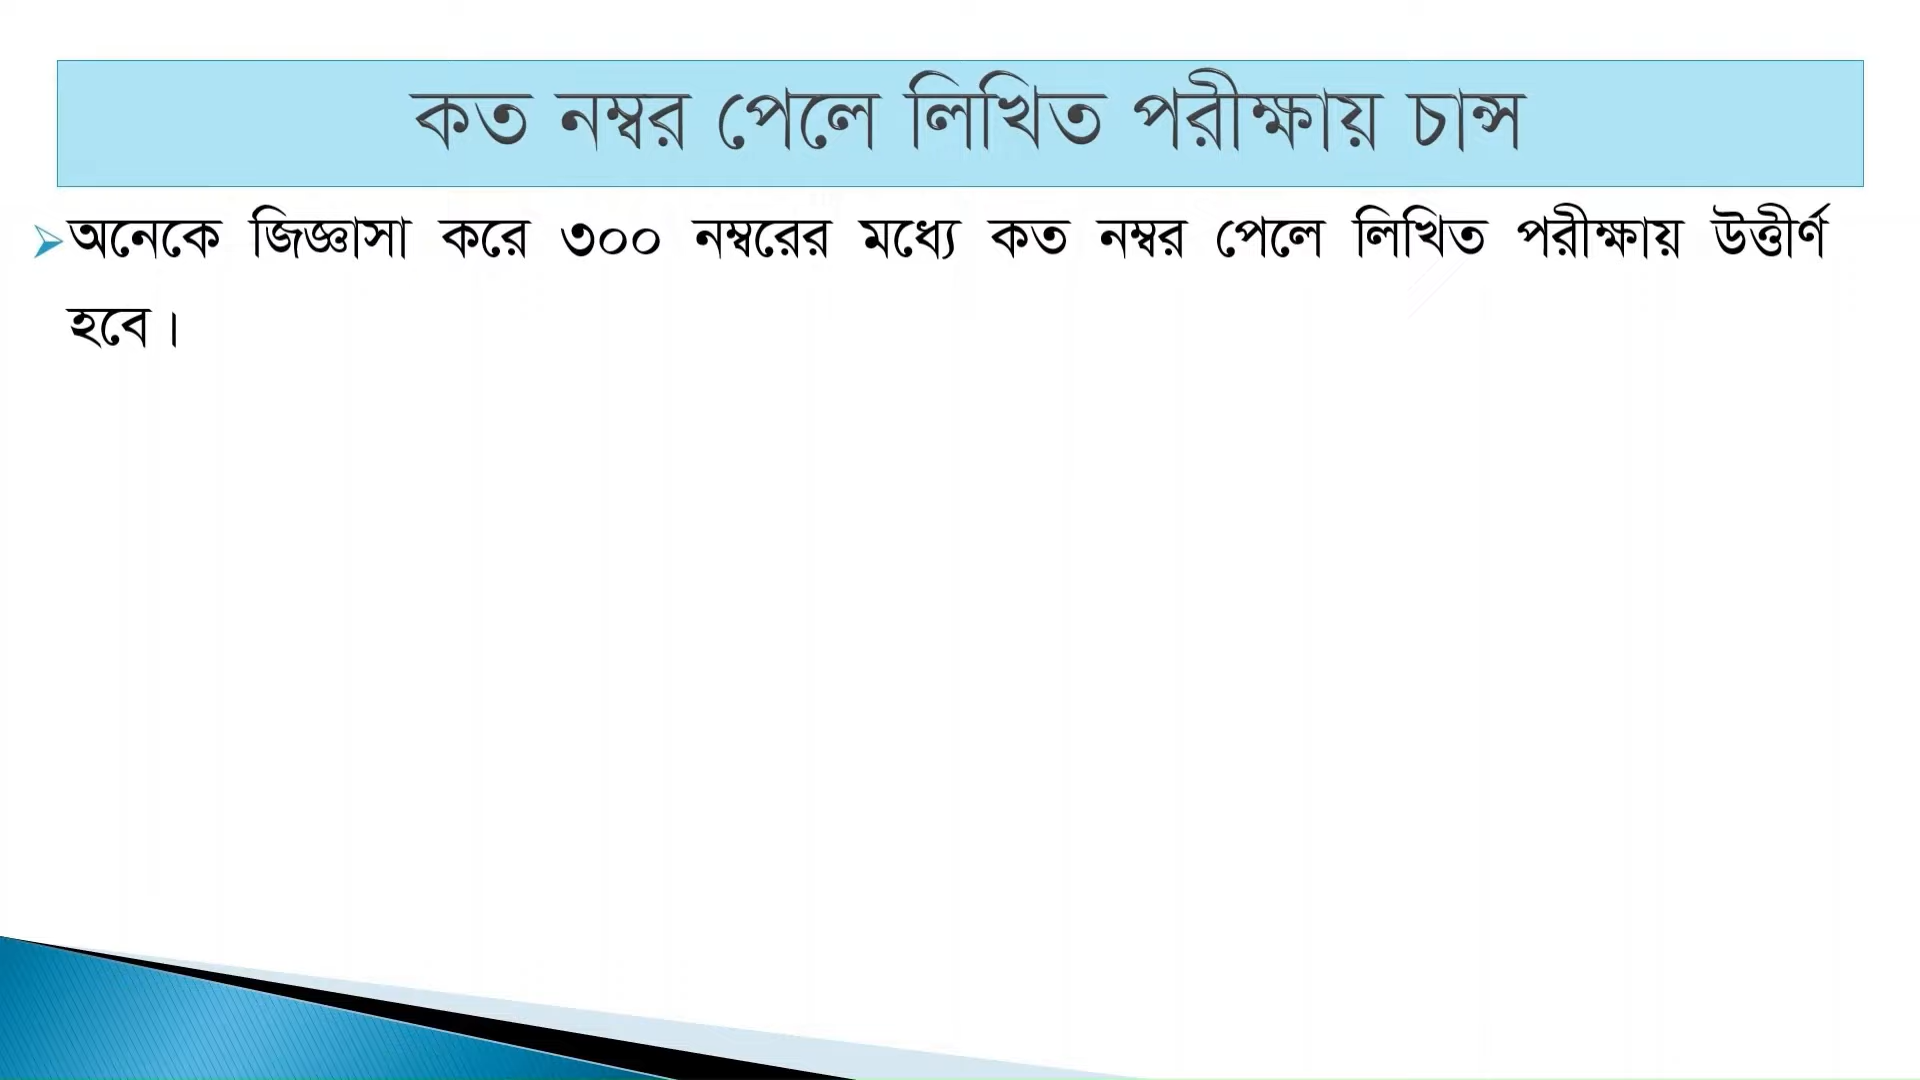 কত নম্বর পেলে লিখিত পরীক্ষায় চান্স
অনেকে জিজ্ঞাসা করে ৩০০ নম্বরের মধ্যে কত নম্বর পেলে লিখিত পরীক্ষায় উত্তীর্ণ
হবে।